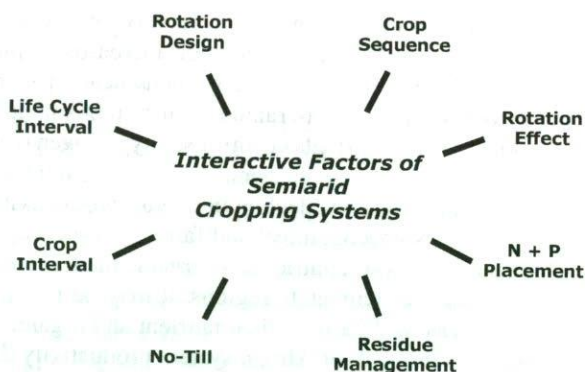 Rotation
Design
Crop
Sequence
Life Cycle
Interval
Rotation
Effect
Interactive Factors of
Semiarid
Cropping Systems
Crop
Interval
N + P
Placement
No-Till
Residue
Management